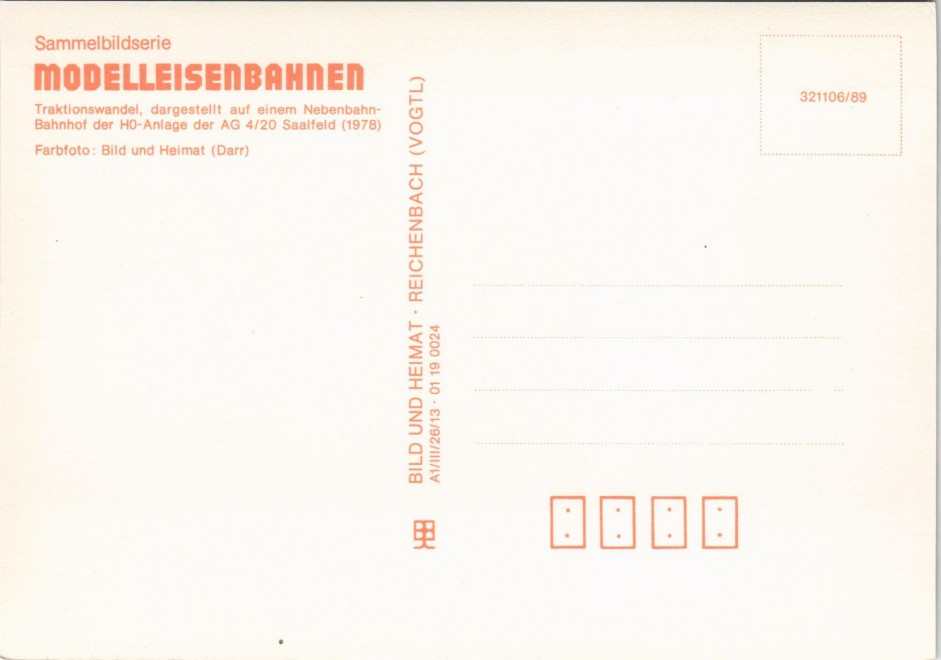 Sammelbildserie
MODELLEISENBAHNEN
Traktionswandel, dargestellt auf einem Nebenbahn-
Bahnhof der H0-Anlage der AG 4/20 Saalfeld (1978)
Farbfoto: Bild und Heimat (Darr)
BILD UND HEIMAT · REICHENBACH (VOGTL)
A1/III/26/13 · 01 19 0024
321106/89